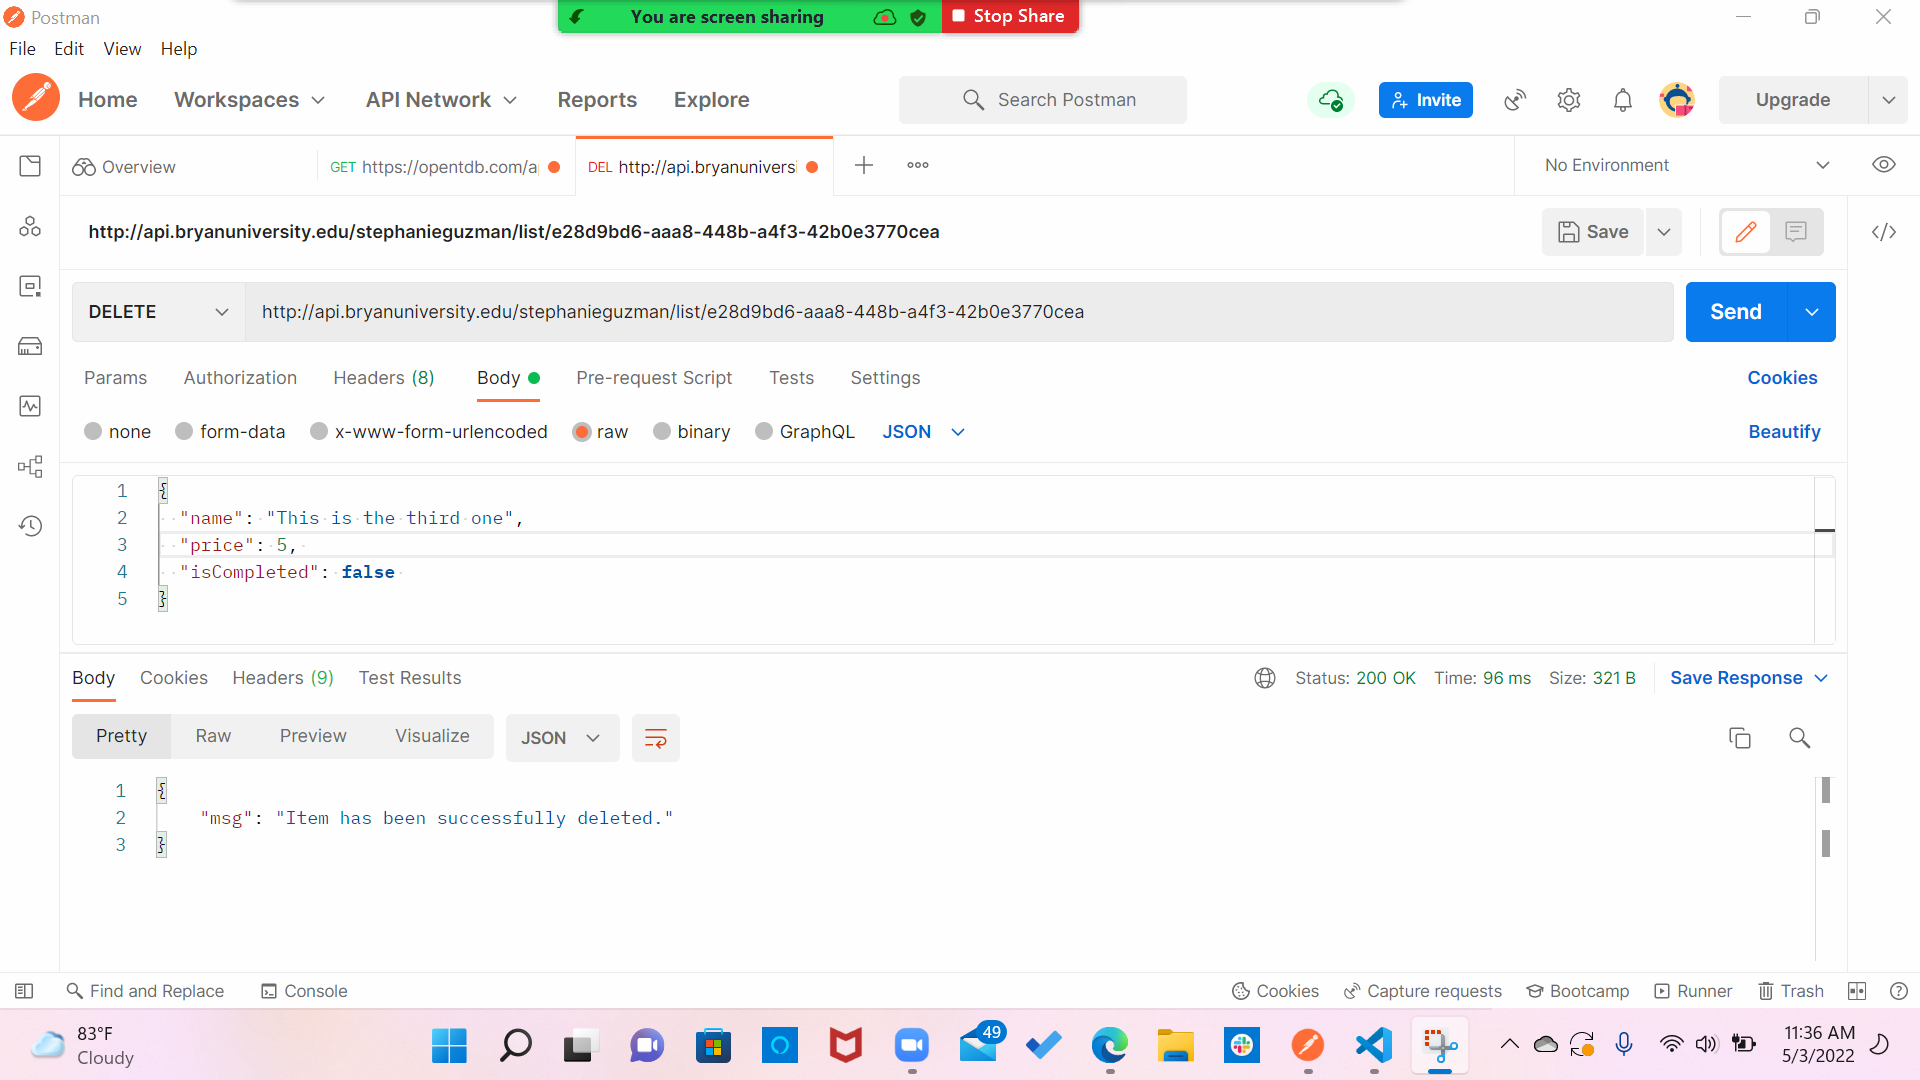 Postman
You are screen sharing
Stop Share
File Edit View Help
Home Workspaces API Network Reports Explore
Search Postman
Invite
Upgrade
Overview
GET https://opentdb.com/a
DEL http://api.bryanuniversi
No Environment
http://api.bryanuniversity.edu/stephanieguzman/list/e28d9bd6-aaa8-448b-a4f3-42b0e3770cea
Save
DELETE
http://api.bryanuniversity.edu/stephanieguzman/list/e28d9bd6-aaa8-448b-a4f3-42b0e3770cea
Send
Params Authorization Headers (8) Body Pre-request Script Tests Settings
Cookies
none form-data x-www-form-urlencoded raw binary GraphQL JSON
Beautify
1 {
2 "name": "This is the third one",
3 "price": 5,
4 "isCompleted": false
5 }
Body Cookies Headers (9) Test Results
Status: 200 OK Time: 96 ms Size: 321 B
Save Response
Pretty Raw Preview Visualize JSON
1 {
2 "msg": "Item has been successfully deleted."
3 }
Find and Replace Console
Cookies Capture requests Bootcamp Runner Trash
83°F
Cloudy
49
11:36 AM
5/3/2022